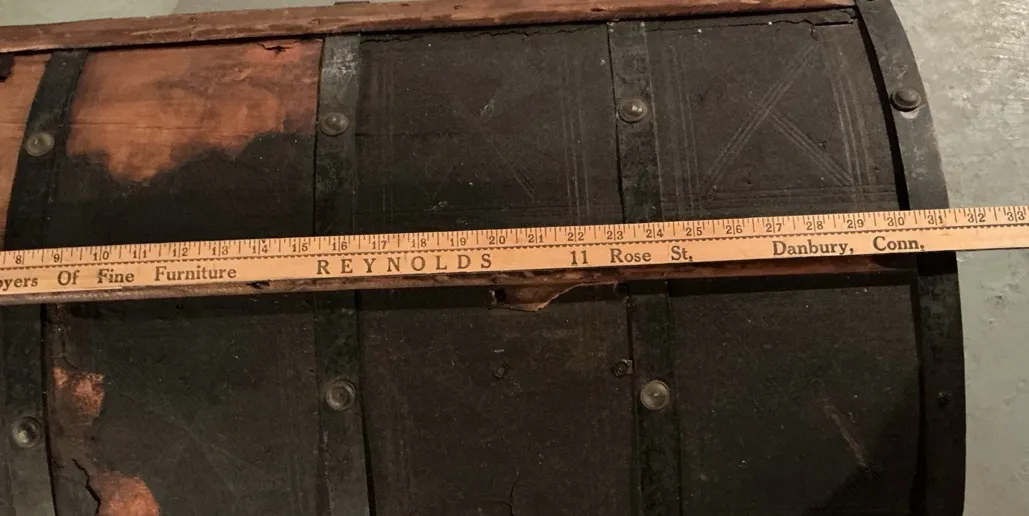 8 9 10 11 12 13 14 15 16 17 18 19 20 21 22 23 24 25 26 27 28 29 30 31 32 33
Of Fine Furniture REYNOLDS 11 Rose St, Danbury, Conn.